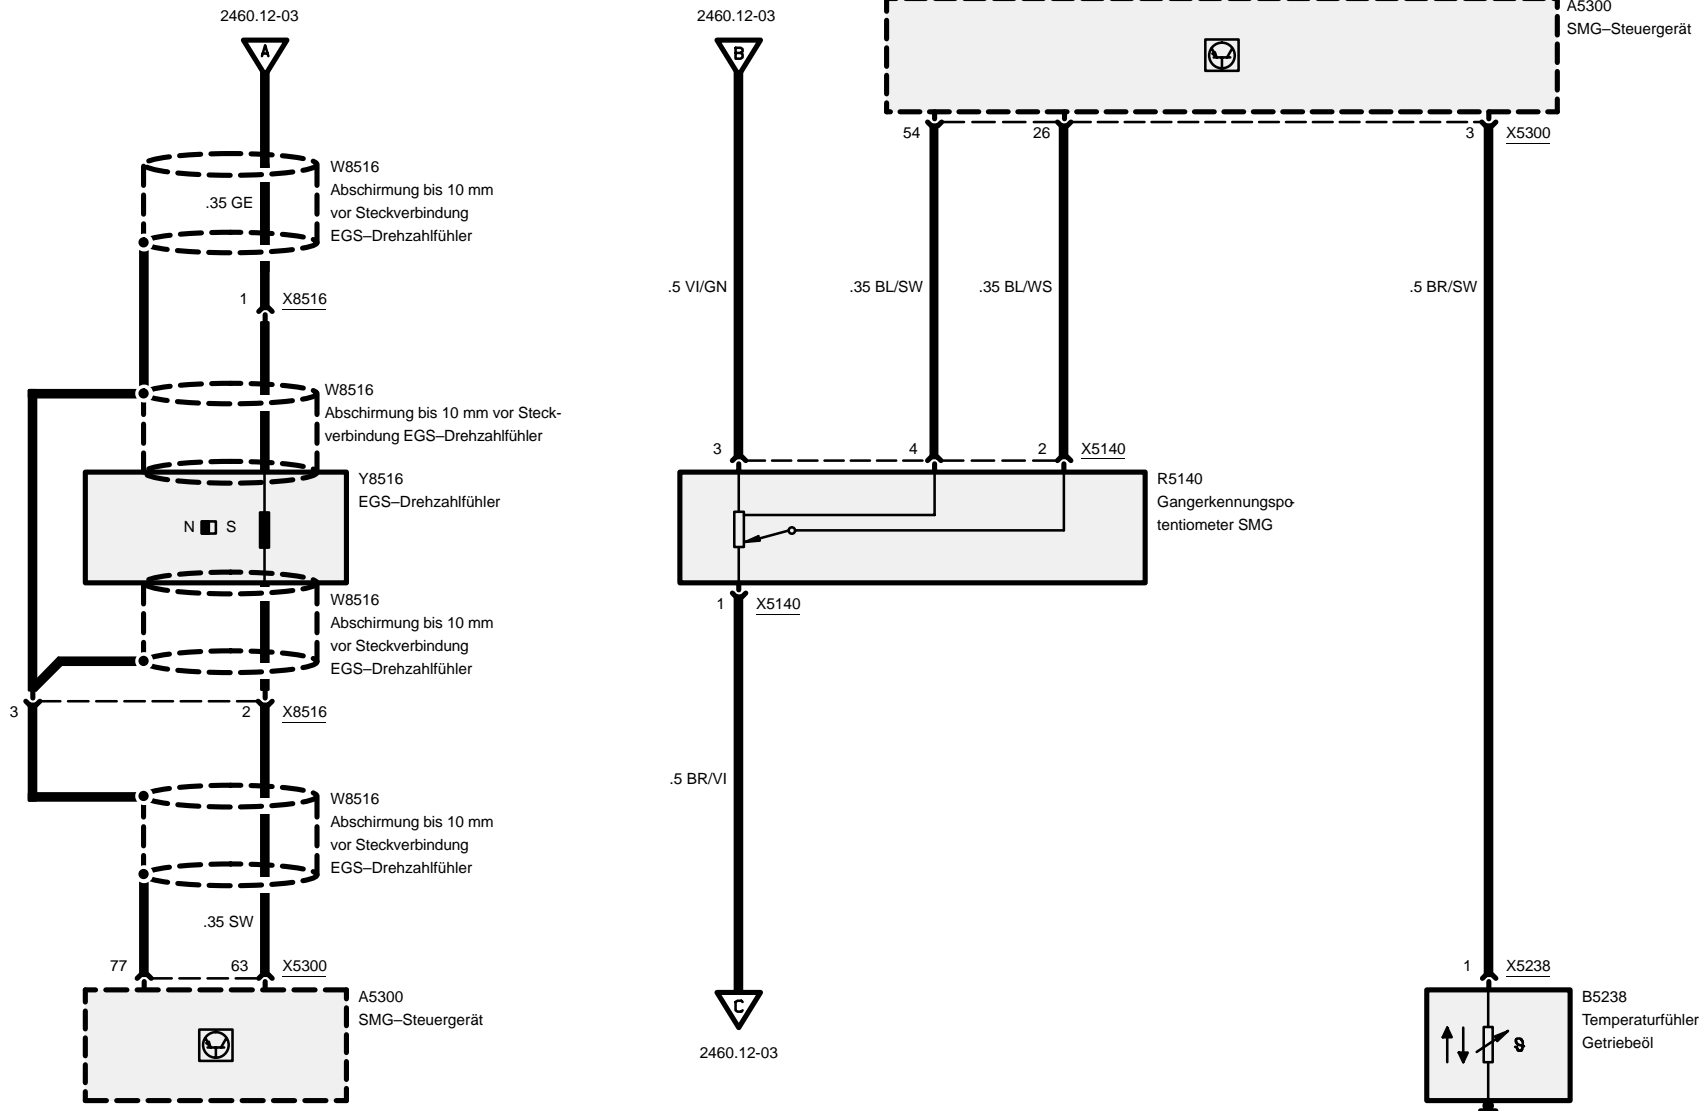 2460.12-03
A
W8516
Abschirmung bis 10 mm
vor Steckverbindung
EGS–Drehzahlfühler
.35 GE
1
X8516
W8516
Abschirmung bis 10 mm vor Steck-
verbindung EGS–Drehzahlfühler
Y8516
EGS–Drehzahlfühler
N
S
W8516
Abschirmung bis 10 mm
vor Steckverbindung
EGS–Drehzahlfühler
3
2
X8516
W8516
Abschirmung bis 10 mm
vor Steckverbindung
EGS–Drehzahlfühler
.35 SW
77
63
X5300
A5300
SMG–Steuergerät
2460.12-03
B
A5300
SMG–Steuergerät
54
26
3
X5300
.5 VI/GN
.35 BL/SW
.35 BL/WS
.5 BR/SW
3
4
2
X5140
R5140
Gangerkennungspo-
tentiometer SMG
1
X5140
.5 BR/VI
C
2460.12-03
1
X5238
B5238
Temperaturfühler
Getriebeöl
ϑ